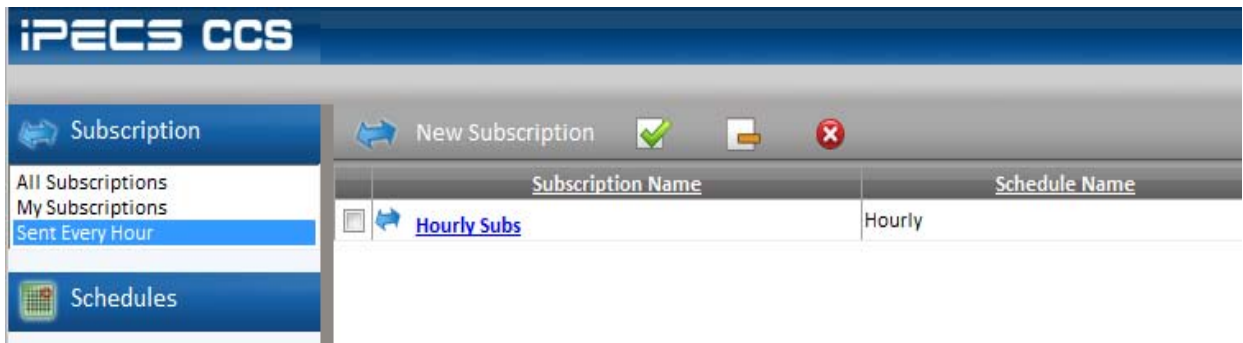 iPECS CCS
Subscription
New Subscription
All Subscriptions
My Subscriptions
Sent Every Hour
Subscription Name
Schedule Name
Hourly Subs
Hourly
Schedules